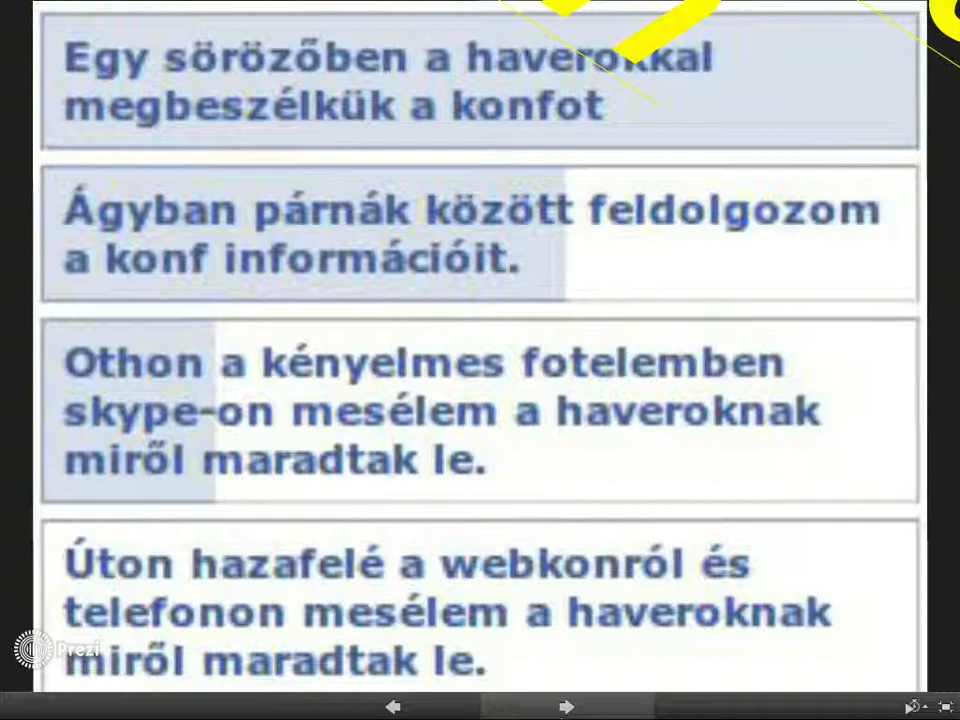 Egy sörözőben a haverokkal
megbeszélkük a konfot
Ágyban párnák között feldolgozom
a konf információit.
Othon a kényelmes fotelemben
skype-on mesélem a haveroknak
miről maradtak le.
Úton hazafelé a webkonról és
telefonon mesélem a haveroknak
miről maradtak le.
Prezi